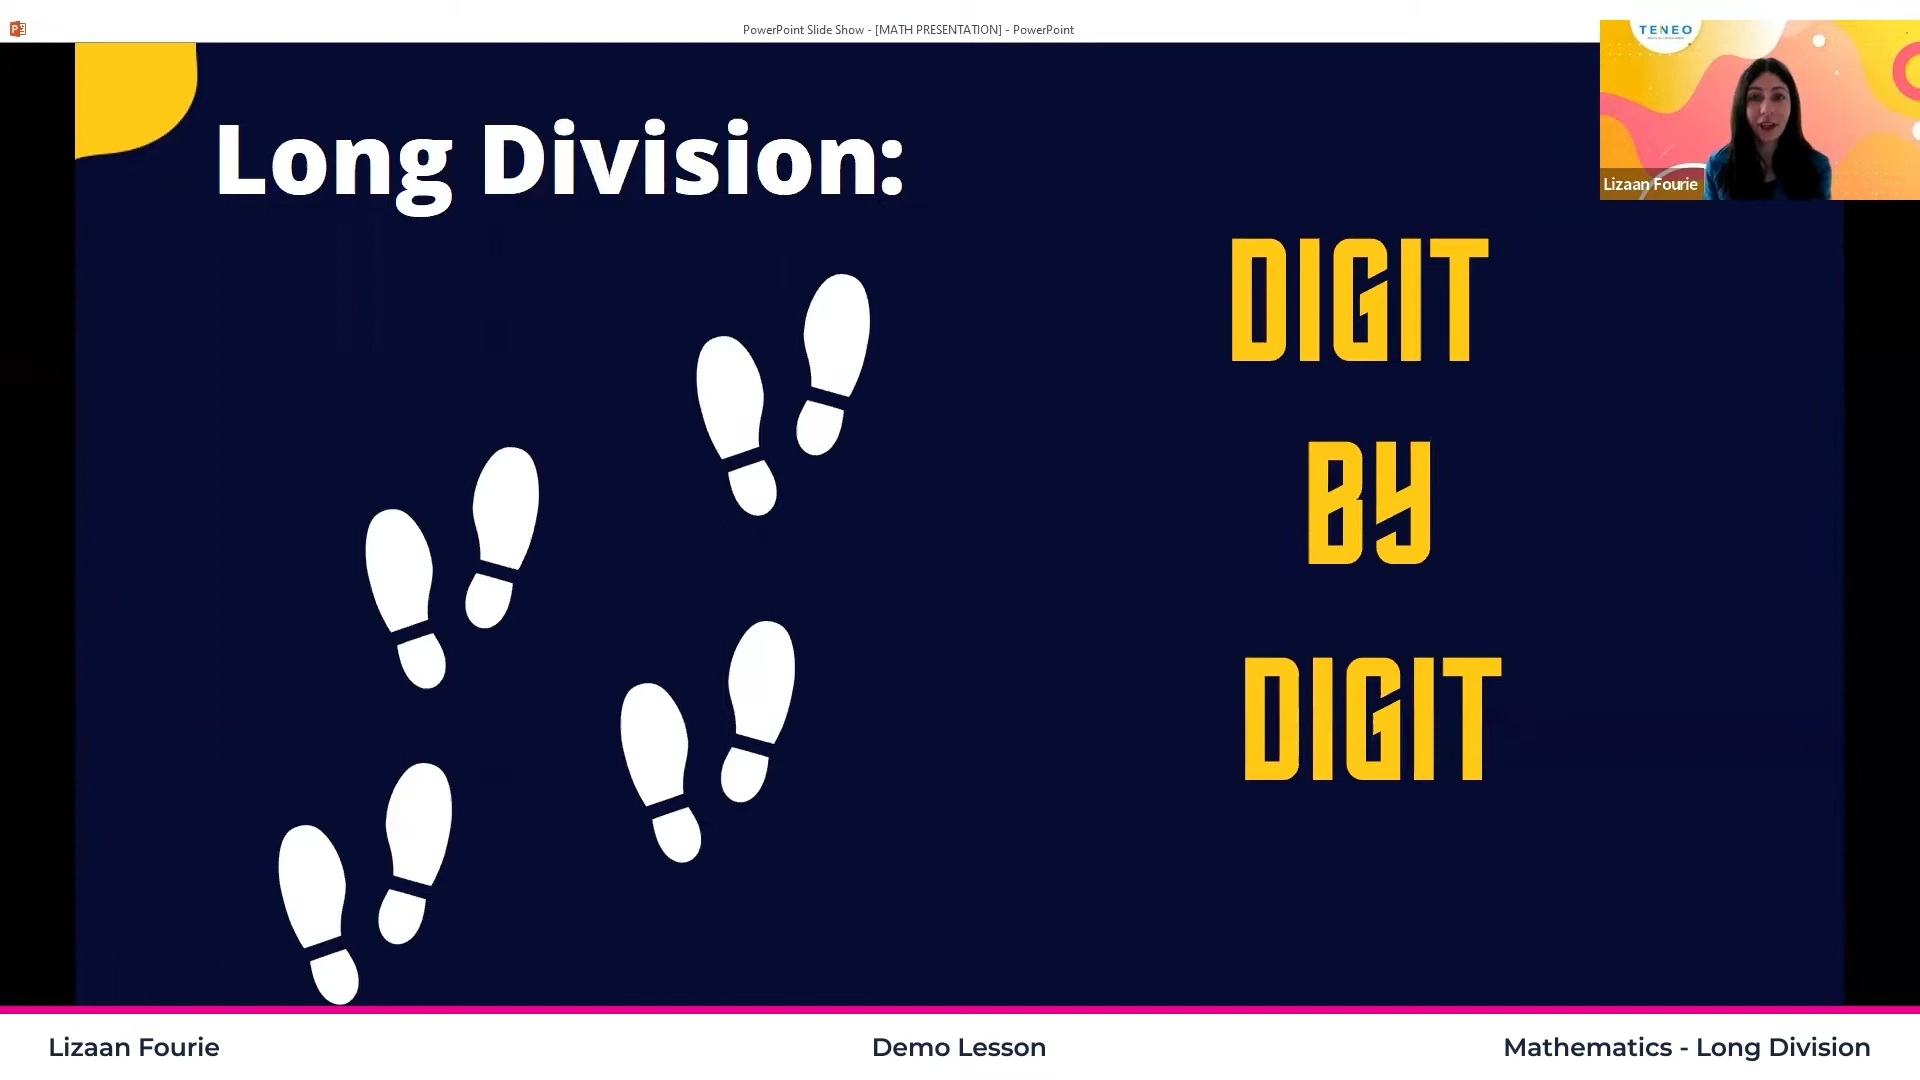 PowerPoint Slide Show - [MATH PRESENTATION] - PowerPoint
TENEO
Lizaan Fourie
Long Division:
DIGIT
BY
DIGIT
Lizaan Fourie
Demo Lesson
Mathematics - Long Division